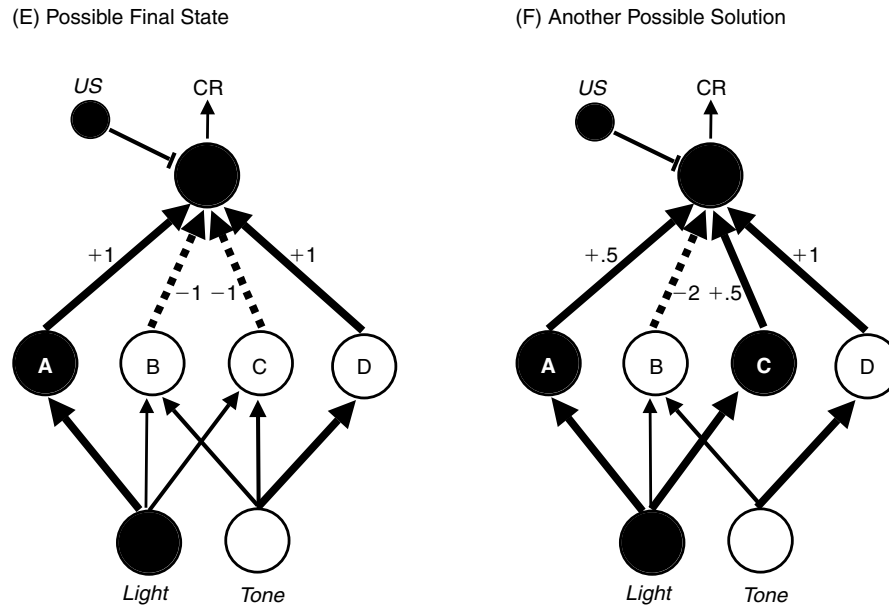 (E) Possible Final State
US
CR
+1
+1
−1 −1
A
B
C
D
Light
Tone
(F) Another Possible Solution
US
CR
+.5
+1
−2 +.5
A
B
C
D
Light
Tone